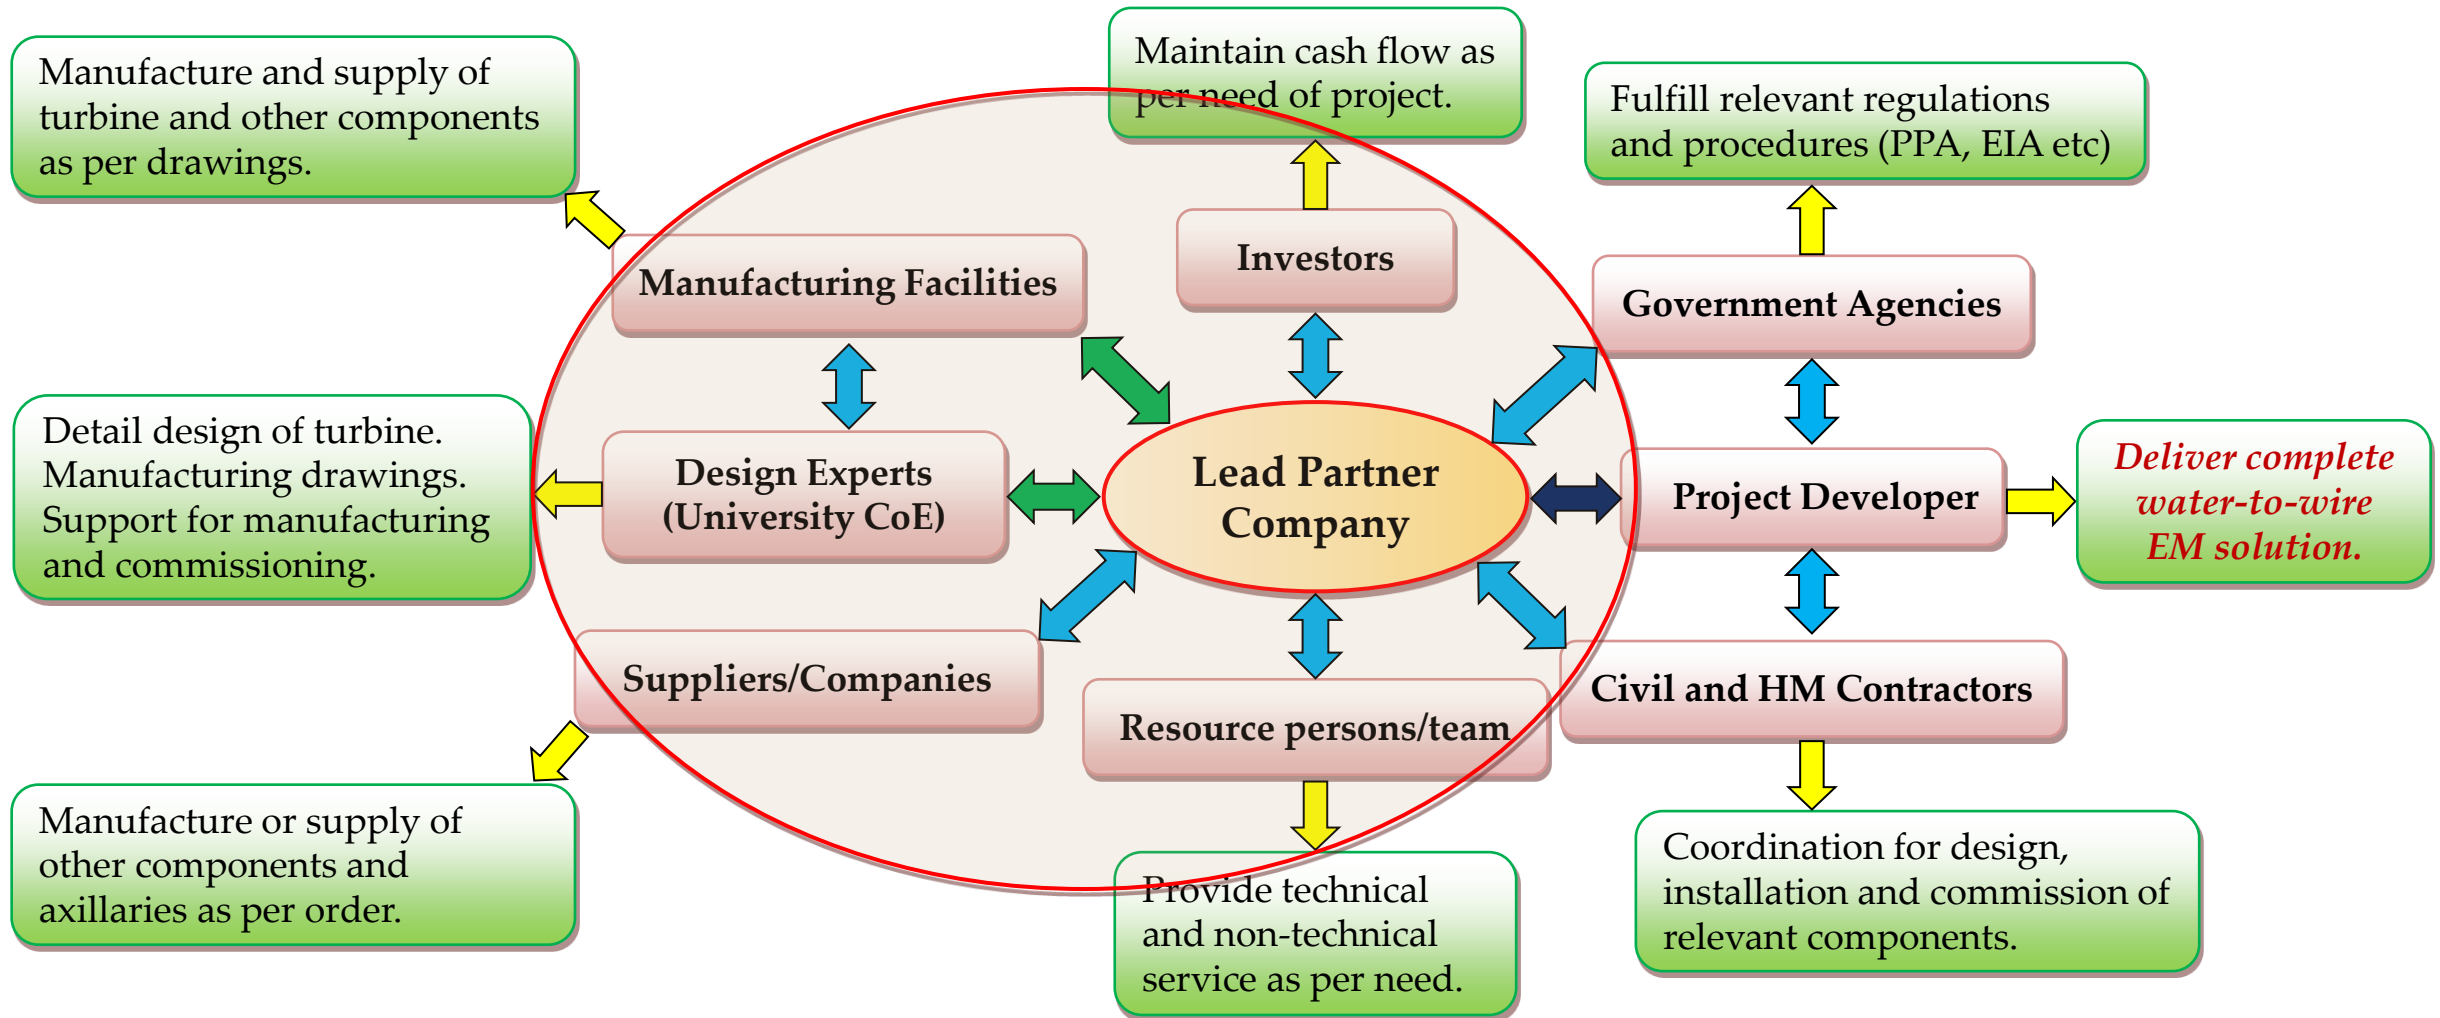 Manufacture and supply of
turbine and other components
as per drawings.
Maintain cash flow as
per need of project.
Fulfill relevant regulations
and procedures (PPA, EIA etc)
Manufacturing Facilities
Investors
Government Agencies
Detail design of turbine.
Manufacturing drawings.
Support for manufacturing
and commissioning.
Design Experts
(University CoE)
Lead Partner
Company
Project Developer
Deliver complete
water-to-wire
EM solution.
Suppliers/Companies
Resource persons/team
Civil and HM Contractors
Manufacture or supply of
other components and
axillaries as per order.
Provide technical
and non-technical
service as per need.
Coordination for design,
installation and commission of
relevant components.